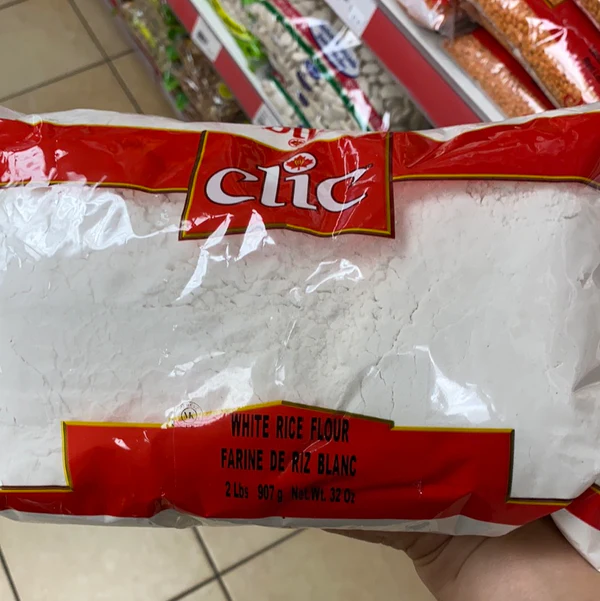 clic
WHITE RICE FLOUR
FARINE DE RIZ BLANC
2 Lbs 907 g Net.Wt. 32 Oz